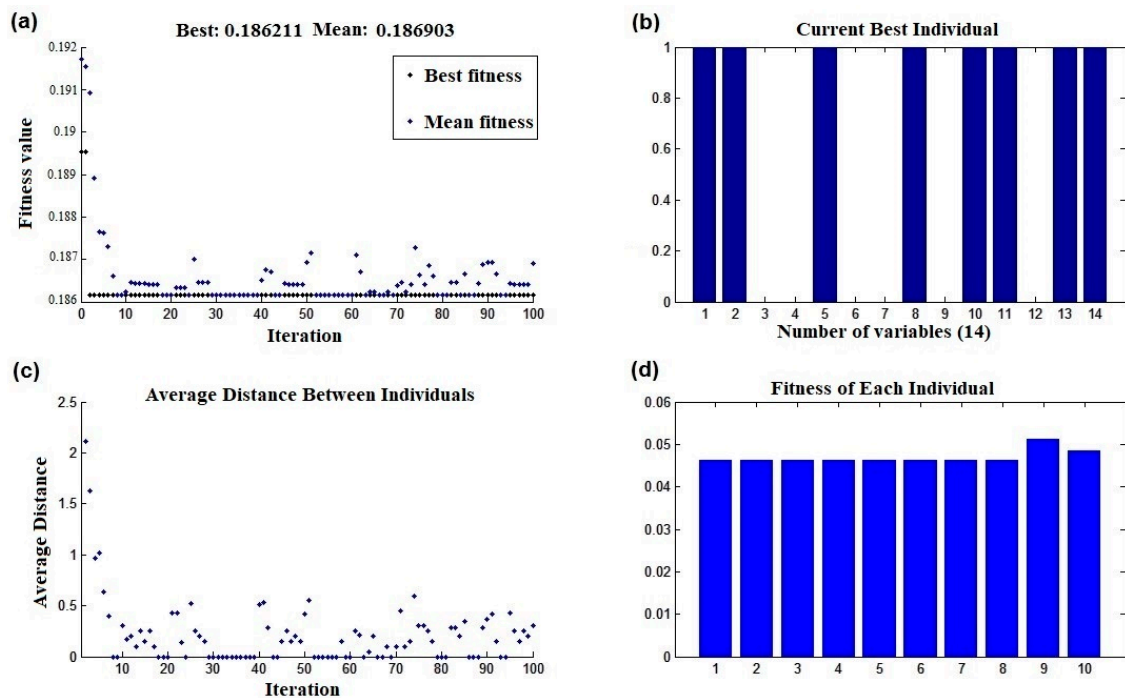 (a)
Best: 0.186211 Mean: 0.186903
0.192
0.191
0.19
0.189
0.188
0.187
0.186
Fitness value
Best fitness
Mean fitness
0 10 20 30 40 50 60 70 80 90 100
Iteration
(b)
Current Best Individual
1
0.8
0.6
0.4
0.2
0
1 2 3 4 5 6 7 8 9 10 11 12 13 14
Number of variables (14)
(c)
Average Distance Between Individuals
2.5
2
1.5
1
0.5
0
Average Distance
10 20 30 40 50 60 70 80 90 100
Iteration
(d)
Fitness of Each Individual
0.06
0.05
0.04
0.03
0.02
0.01
0
1 2 3 4 5 6 7 8 9 10